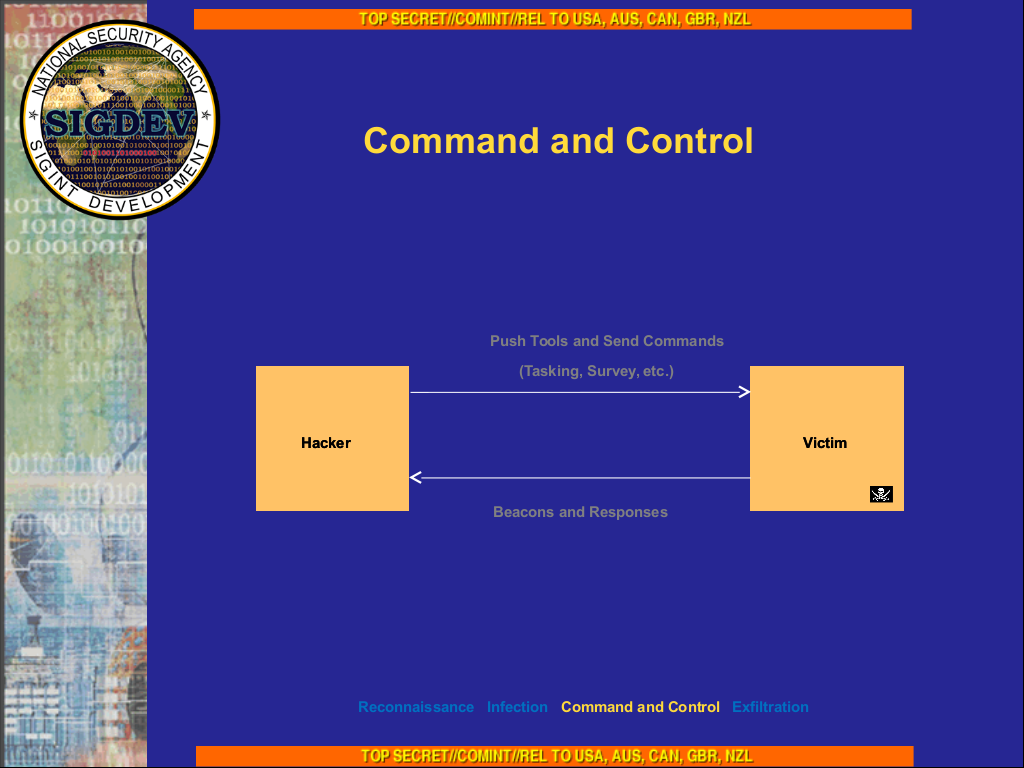 TOP SECRET//COMINT//REL TO USA, AUS, CAN, GBR, NZL
NATIONAL SECURITY AGENCY
SIGDEV
SIGINT DEVELOPMENT
Command and Control
Push Tools and Send Commands
(Tasking, Survey, etc.)
Hacker
Victim
Beacons and Responses
Reconnaissance Infection Command and Control Exfiltration
TOP SECRET//COMINT//REL TO USA, AUS, CAN, GBR, NZL